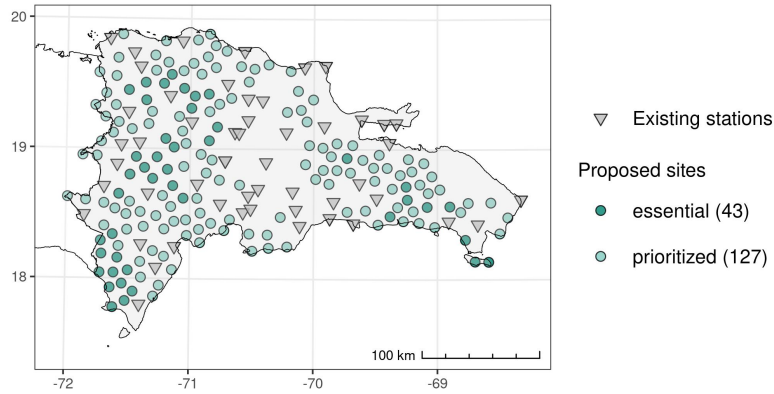 20
19
18
-72
-71
-70
-69
100 km
Existing stations
Proposed sites
essential (43)
prioritized (127)